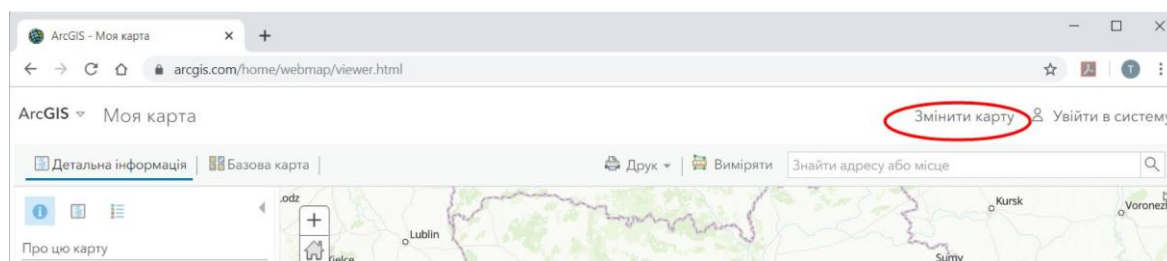 ArcGIS - Моя карта
arcgis.com/home/webmap/viewer.html
T
ArcGIS Моя карта Змінити карту Увійти в систему
Детальна інформація Базова карта Друк Виміряти Знайти адресу або місце
Lublin Kursk
Про цю карту Sumy